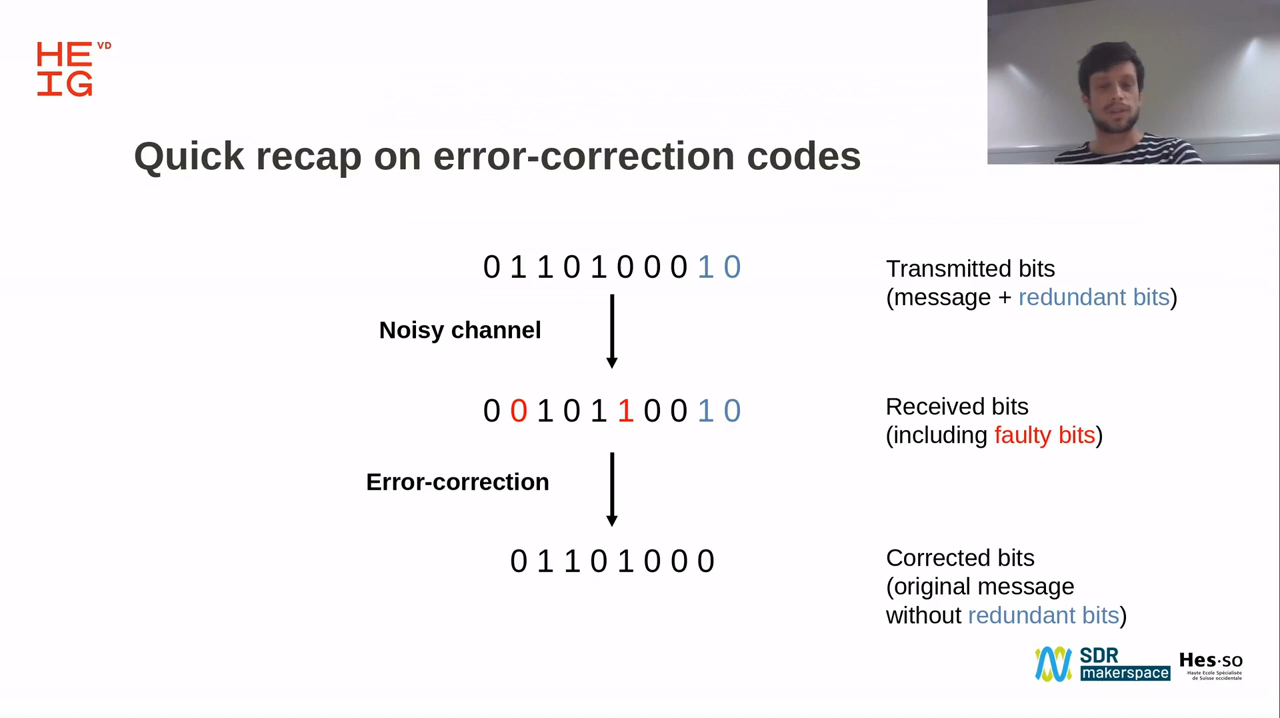 HE VD
IG
Quick recap on error-correction codes
0 1 1 0 1 0 0 0 1 0
Transmitted bits
(message + redundant bits)
Noisy channel
0 0 1 0 1 1 0 0 1 0
Received bits
(including faulty bits)
Error-correction
0 1 1 0 1 0 0 0
Corrected bits
(original message
without redundant bits)
SDR
makerspace
Hes·so
Haute Ecole Spécialisée
de Suisse occidentale